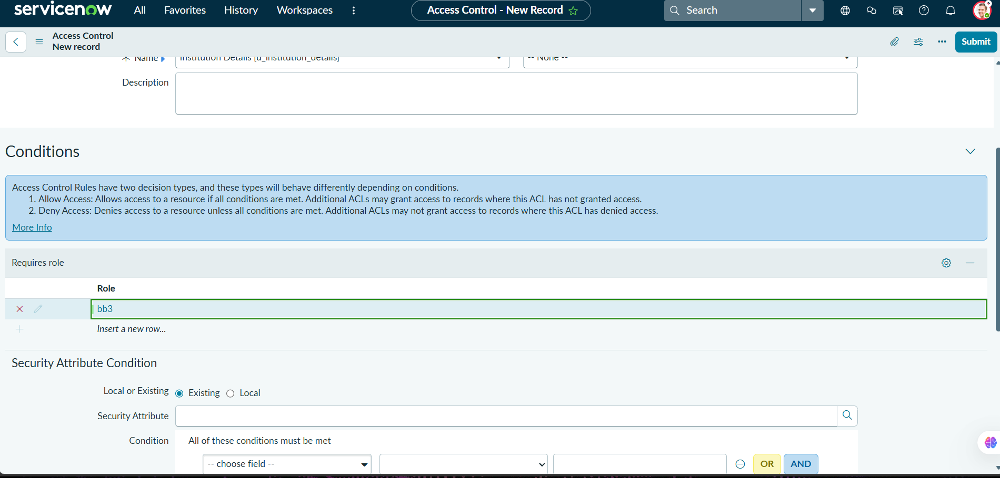 servicenow All Favorites History Workspaces Access Control - New Record Search
Access Control
New record
Submit
Name Institution Details [u_institution_details] -- None --
Description
Conditions
Access Control Rules have two decision types, and these types will behave differently depending on conditions.
1. Allow Access: Allows access to a resource if all conditions are met. Additional ACLs may grant access to records where this ACL has not granted access.
2. Deny Access: Denies access to a resource unless all conditions are met. Additional ACLs may not grant access to records where this ACL has denied access.
More Info
Requires role
Role
bb3
Insert a new row...
Security Attribute Condition
Local or Existing Existing Local
Security Attribute
Condition All of these conditions must be met
-- choose field -- OR AND